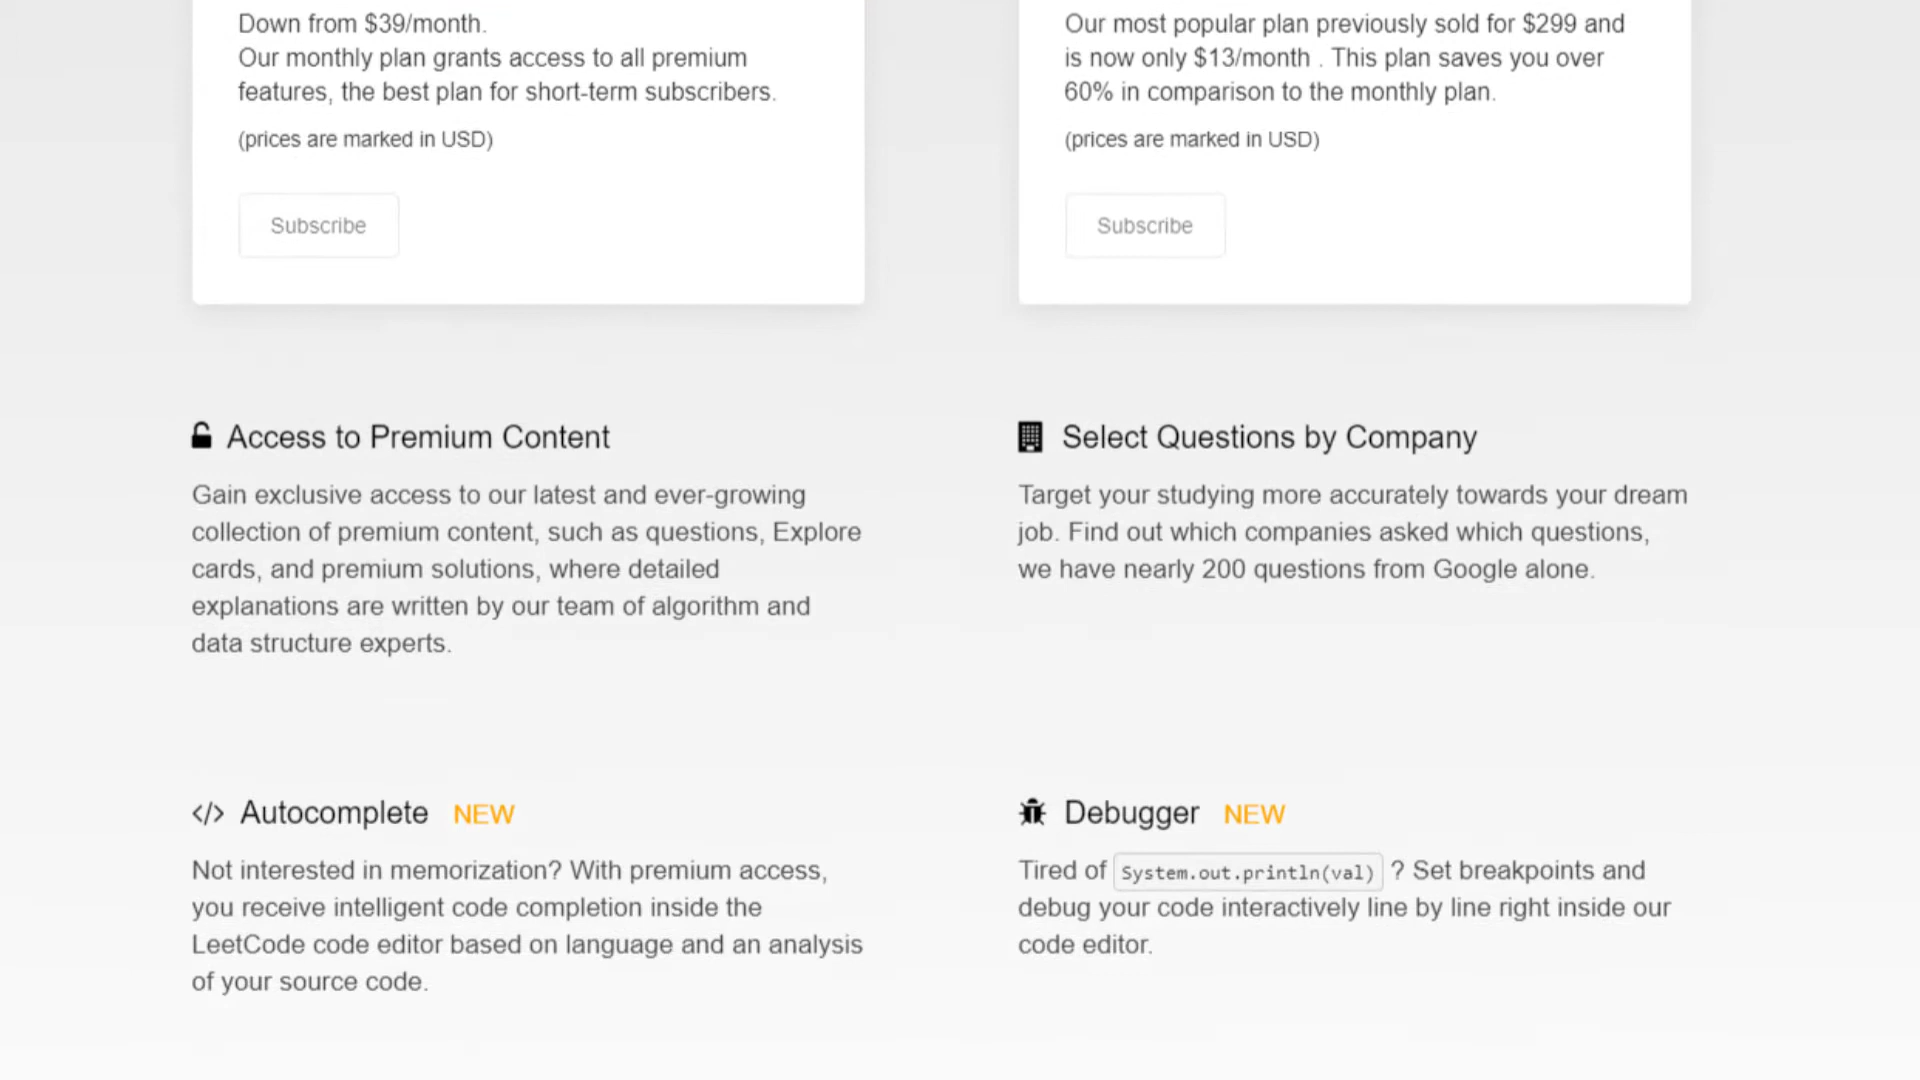 Down from $39/month.
Our monthly plan grants access to all premium
features, the best plan for short-term subscribers.
(prices are marked in USD)
Subscribe
Our most popular plan previously sold for $299 and
is now only $13/month . This plan saves you over
60% in comparison to the monthly plan.
(prices are marked in USD)
Subscribe
Access to Premium Content
Gain exclusive access to our latest and ever-growing
collection of premium content, such as questions, Explore
cards, and premium solutions, where detailed
explanations are written by our team of algorithm and
data structure experts.
Select Questions by Company
Target your studying more accurately towards your dream
job. Find out which companies asked which questions,
we have nearly 200 questions from Google alone.
</> Autocomplete NEW
Not interested in memorization? With premium access,
you receive intelligent code completion inside the
LeetCode code editor based on language and an analysis
of your source code.
Debugger NEW
Tired of System.out.println(val) ? Set breakpoints and
debug your code interactively line by line right inside our
code editor.